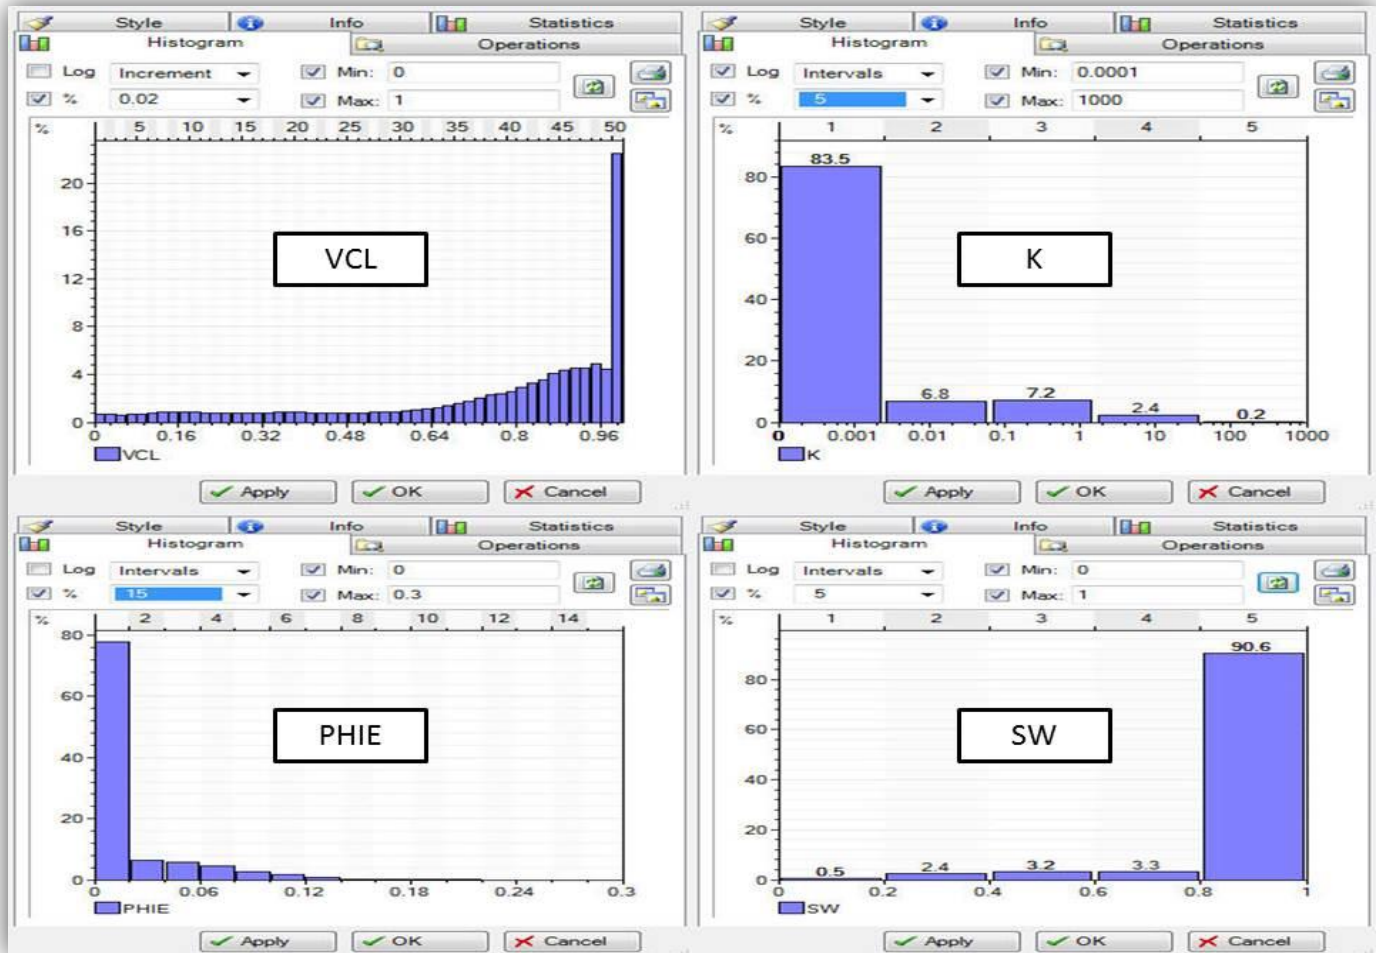 Style Info Statistics
Histogram Operations
Log Increment Min: 0
% 0.02 Max: 1
% 5 10 15 20 25 30 35 40 45 50
20
16
12
8
4
0
VCL
0 0.16 0.32 0.48 0.64 0.8 0.96
VCL
Apply OK Cancel
Style Info Statistics
Histogram Operations
Log Intervals Min: 0.0001
% 5 Max: 1000
% 1 2 3 4 5
80
60
40
20
0
83.5
6.8
7.2
2.4
0.2
K
0 0.001 0.01 0.1 1 10 100 1000
K
Apply OK Cancel
Style Info Statistics
Histogram Operations
Log Intervals Min: 0
% 15 Max: 0.3
% 2 4 6 8 10 12 14
80
60
40
20
0
PHIE
0 0.06 0.12 0.18 0.24 0.3
PHIE
Apply OK Cancel
Style Info Statistics
Histogram Operations
Log Intervals Min: 0
% 5 Max: 1
% 1 2 3 4 5
80
60
40
20
0
90.6
SW
0.5
2.4
3.2
3.3
0 0.2 0.4 0.6 0.8 1
SW
Apply OK Cancel